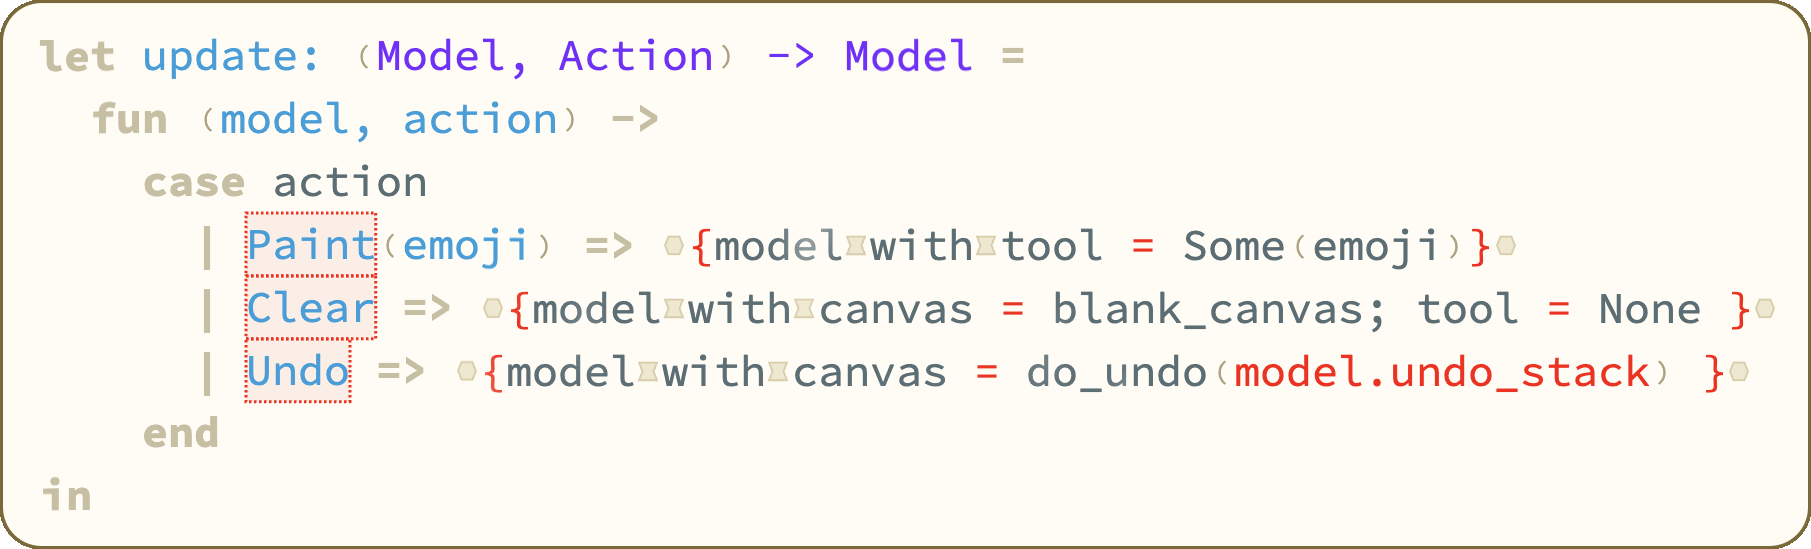 let update: (Model, Action) -> Model =
fun (model, action) ->
case action
| Paint(emoji) => {model with tool = Some(emoji)}
| Clear => {model with canvas = blank_canvas; tool = None }
| Undo => {model with canvas = do_undo(model.undo_stack) }
end
in